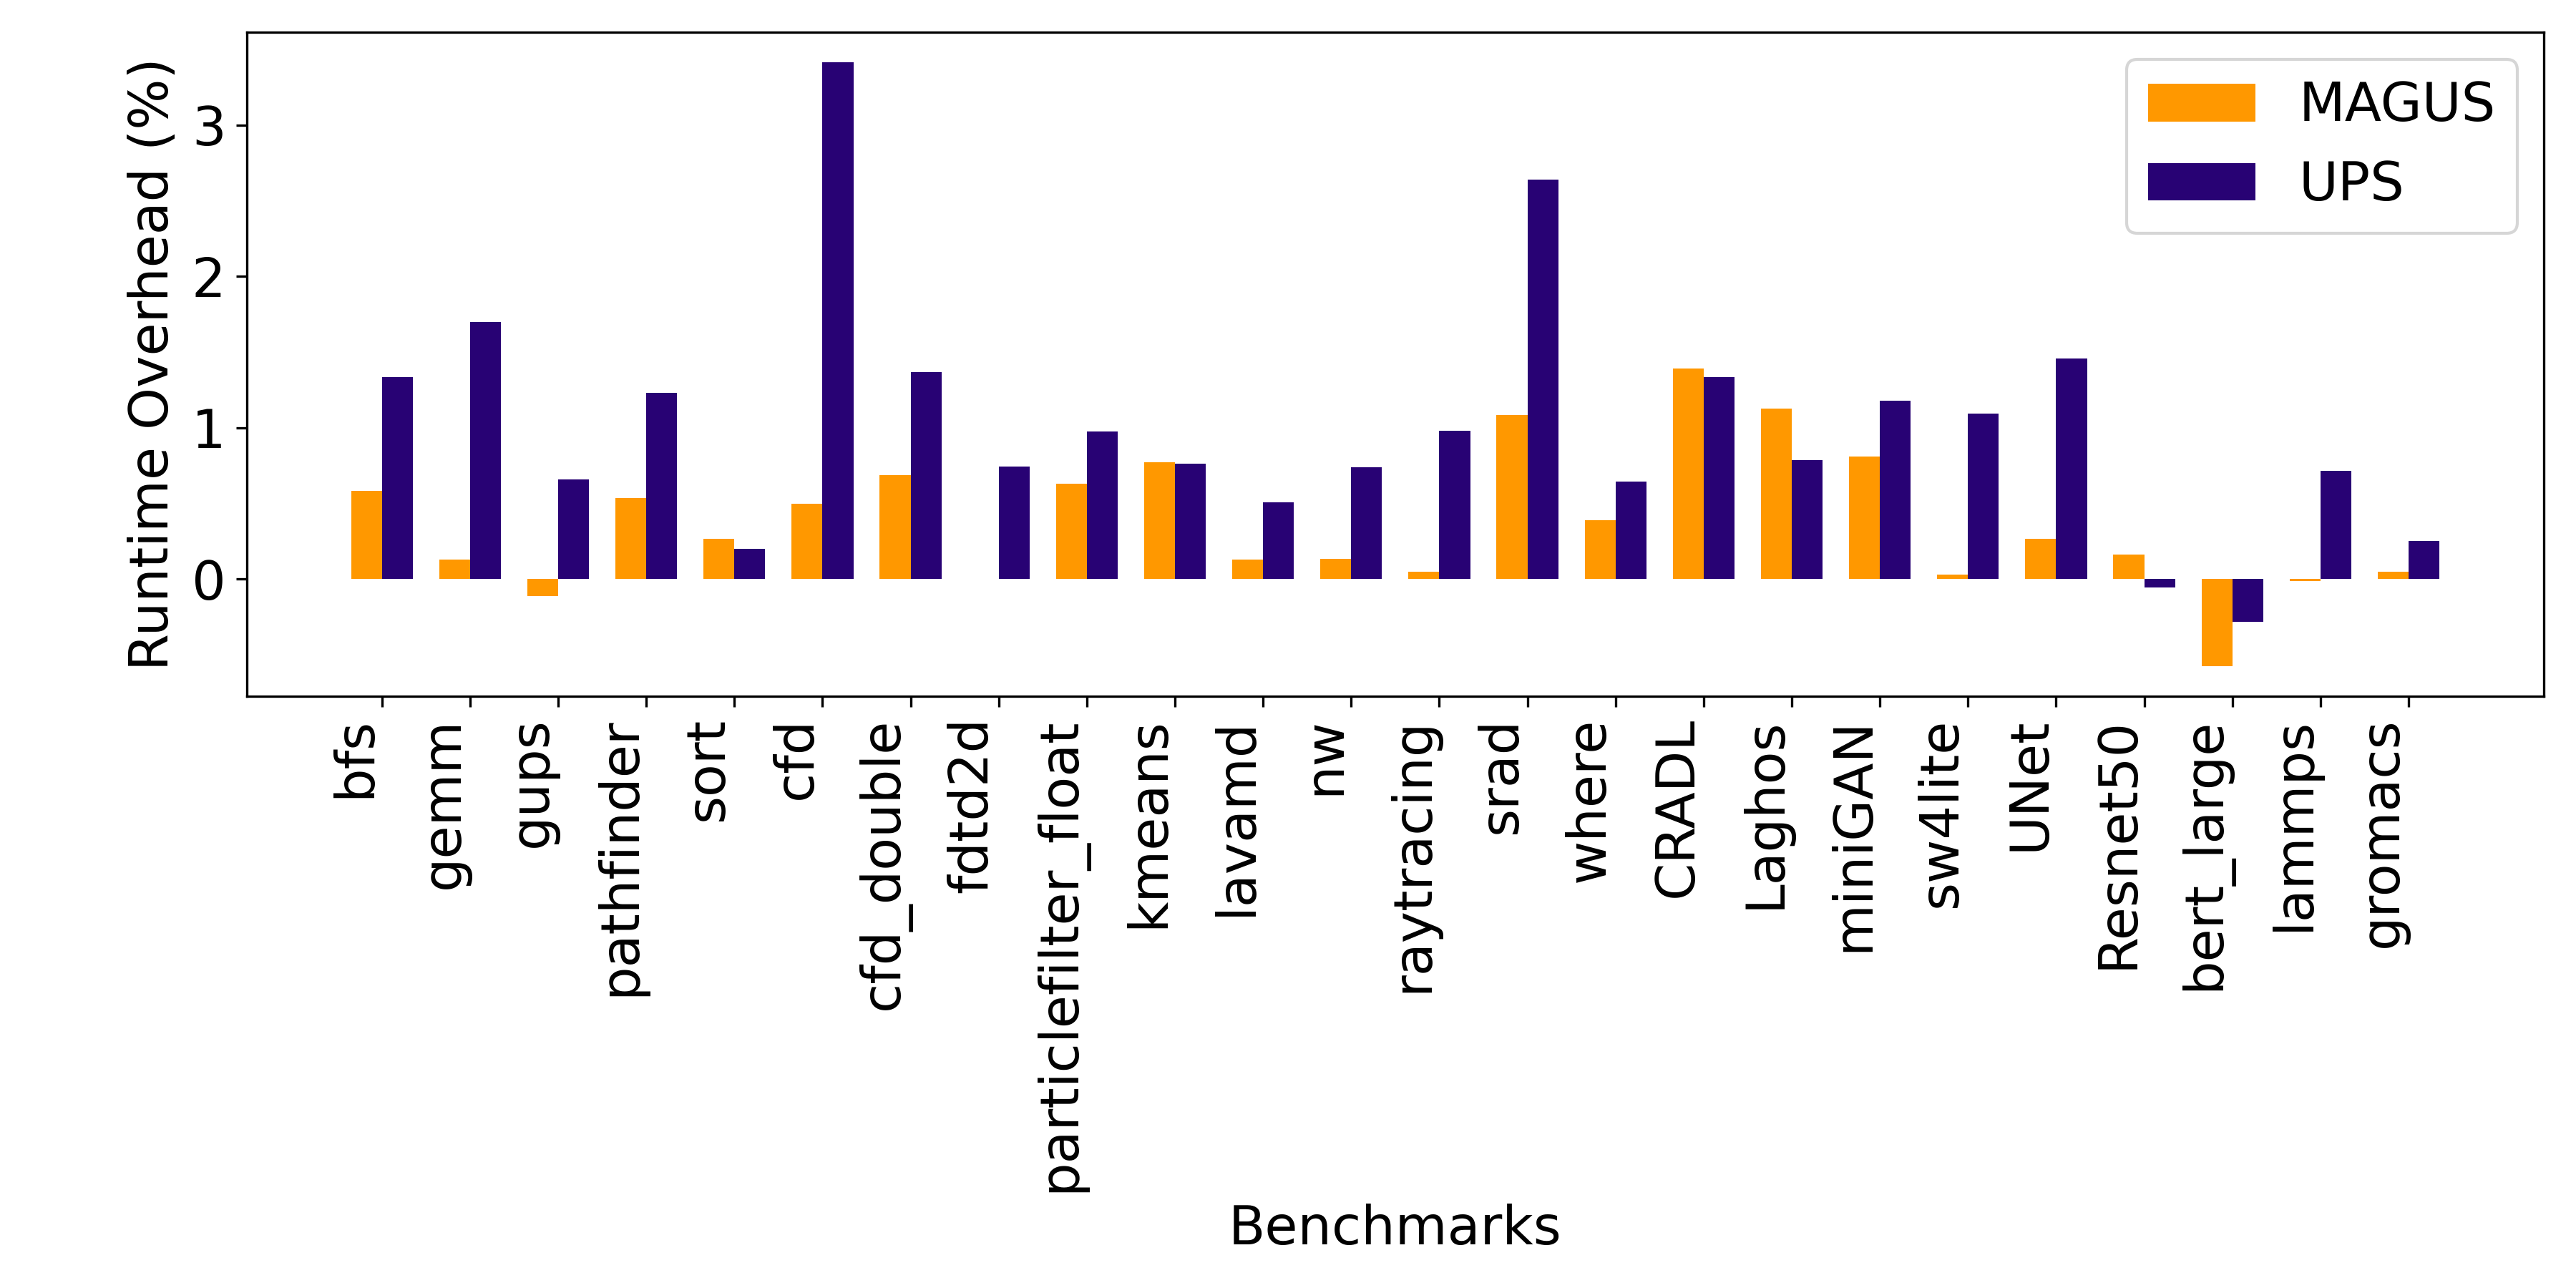 Runtime Overhead (%)
3
2
1
0
MAGUS
UPS
bfs
gemm
gups
pathfinder
sort
cfd
cfd_double
fdtd2d
particlefilter_float
kmeans
lavamd
nw
raytracing
srad
where
CRADL
Laghos
miniGAN
sw4lite
UNet
Resnet50
bert_large
lammps
gromacs
Benchmarks